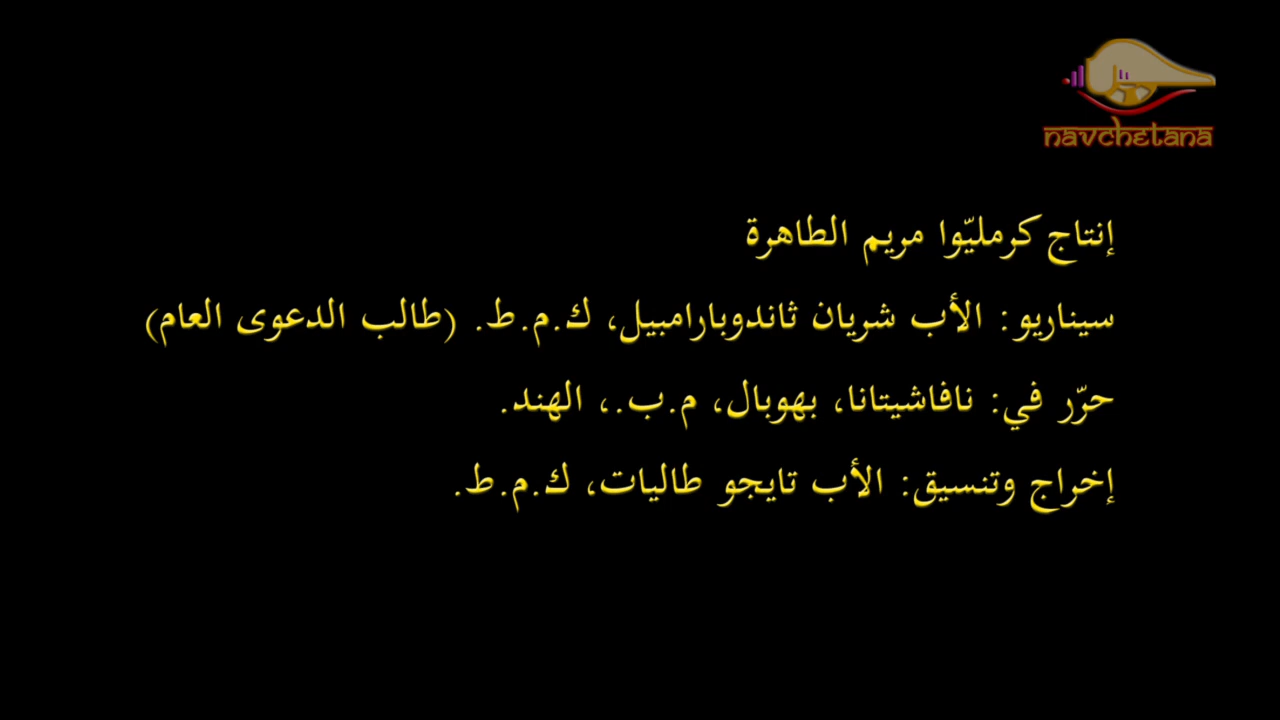 navchetana
إنتاج كرمليّوا مريم الطاهرة
سيناريو: الأب شريان ثاندوبارامبيل، ك.م.ط. (طالب الدعوى العام)
حرّر في: نافاشيتانا، بهوبال، م.ب.، الهند.
إخراج وتنسيق: الأب تايجو طاليات، ك.م.ط.